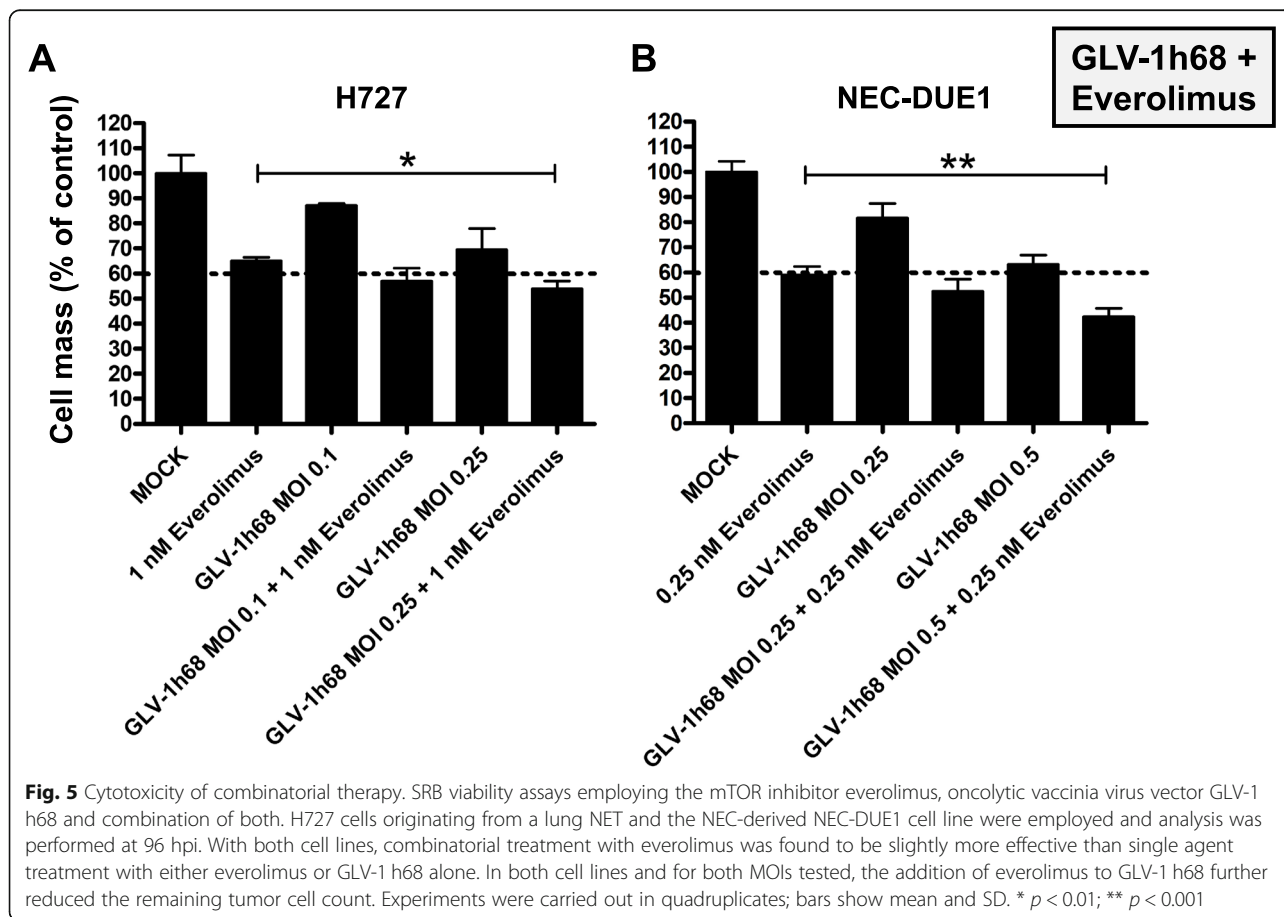 A
B
GLV-1h68 +
Everolimus
H727
NEC-DUE1
Cell mass (% of control)
120
110
100
90
80
70
60
50
40
30
20
10
0
*
MOCK
1 nM Everolimus
GLV-1h68 MOI 0.1
GLV-1h68 MOI 0.1 + 1 nM Everolimus
GLV-1h68 MOI 0.25
GLV-1h68 MOI 0.25 + 1 nM Everolimus
120
110
100
90
80
70
60
50
40
30
20
10
0
**
MOCK
0.25 nM Everolimus
GLV-1h68 MOI 0.25
GLV-1h68 MOI 0.25 + 0.25 nM Everolimus
GLV-1h68 MOI 0.5
GLV-1h68 MOI 0.5 + 0.25 nM Everolimus
Fig. 5 Cytotoxicity of combinatorial therapy. SRB viability assays employing the mTOR inhibitor everolimus, oncolytic vaccinia virus vector GLV-1
h68 and combination of both. H727 cells originating from a lung NET and the NEC-derived NEC-DUE1 cell line were employed and analysis was
performed at 96 hpi. With both cell lines, combinatorial treatment with everolimus was found to be slightly more effective than single agent
treatment with either everolimus or GLV-1 h68 alone. In both cell lines and for both MOIs tested, the addition of everolimus to GLV-1 h68 further
reduced the remaining tumor cell count. Experiments were carried out in quadruplicates; bars show mean and SD. * p < 0.01; ** p < 0.001